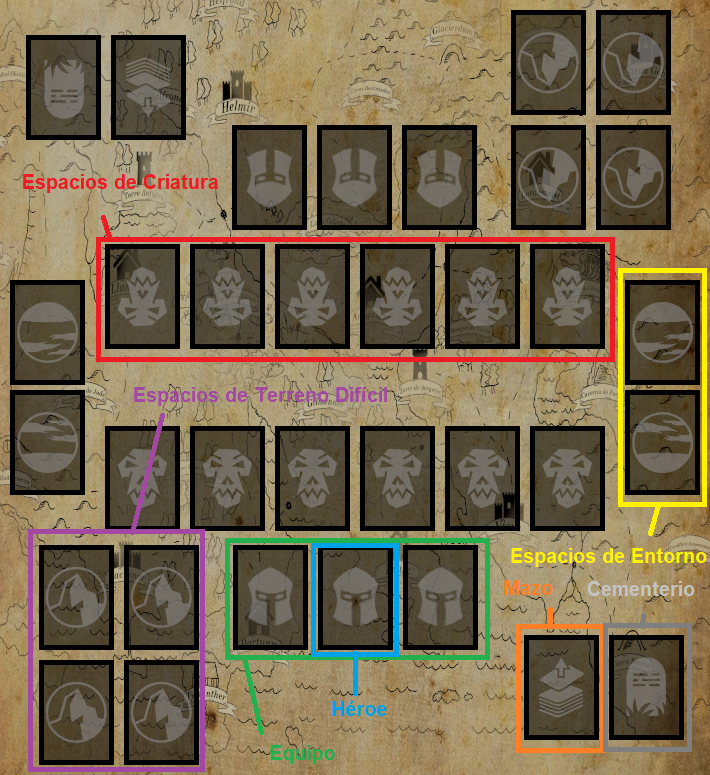 Helmir
Espacios de Criatura
Espacios de Terreno Difícil
Espacios de Entorno
Mazo
Cementerio
Héroe
Equipo